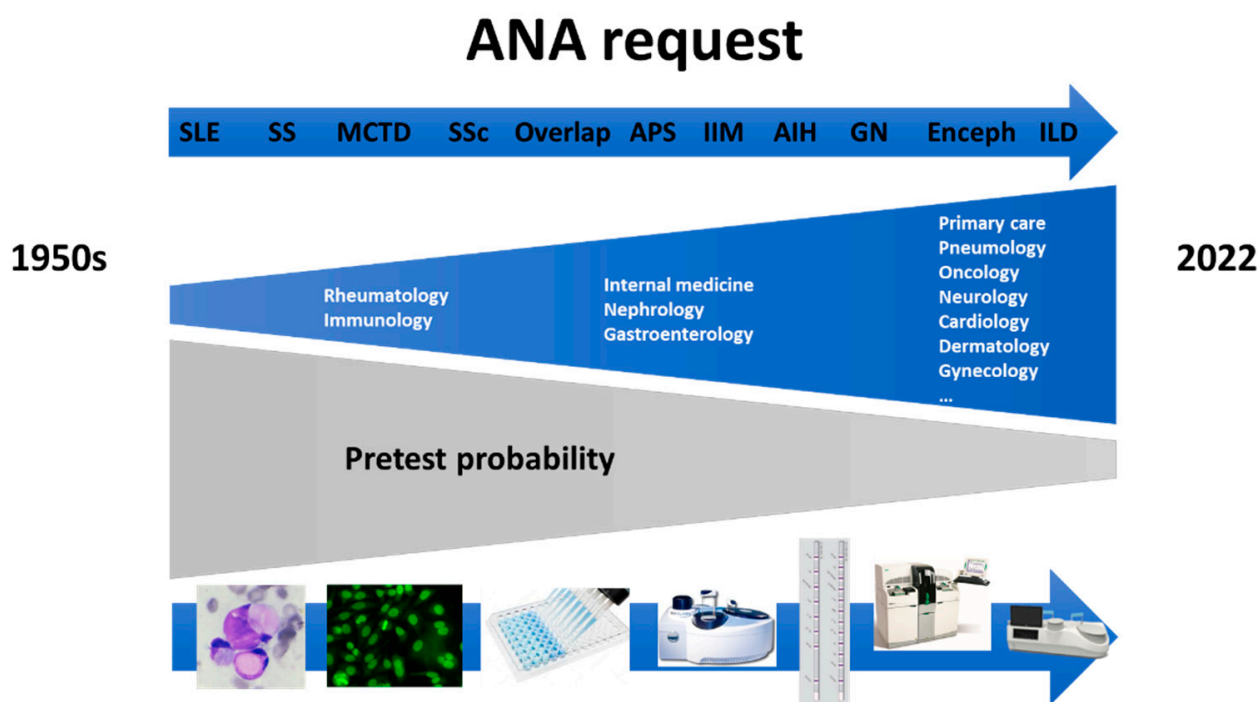 ANA request
SLE SS MCTD SSc Overlap APS IIM AIH GN Enceph ILD
1950s
2022
Rheumatology
Immunology
Internal medicine
Nephrology
Gastroenterology
Primary care
Pneumology
Oncology
Neurology
Cardiology
Dermatology
Gynecology
...
Pretest probability